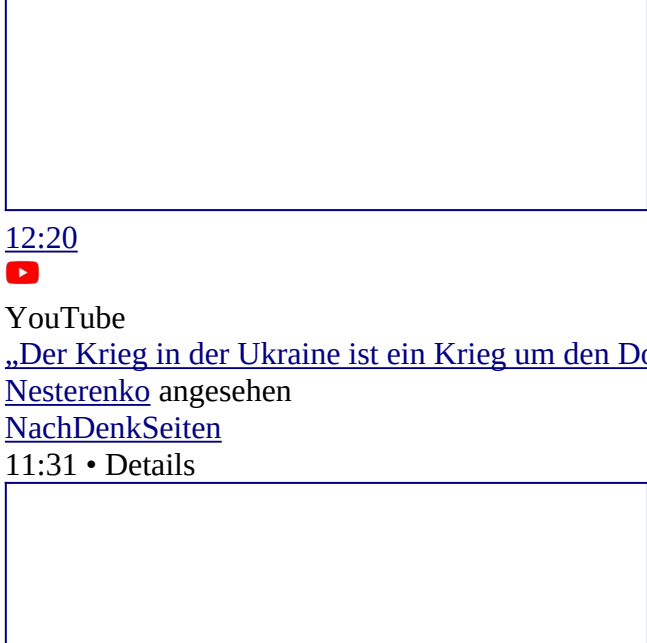 12:20
YouTube
„Der Krieg in der Ukraine ist ein Krieg um den
Nesterenko angesehen
NachDenkSeiten
11:31 • Details